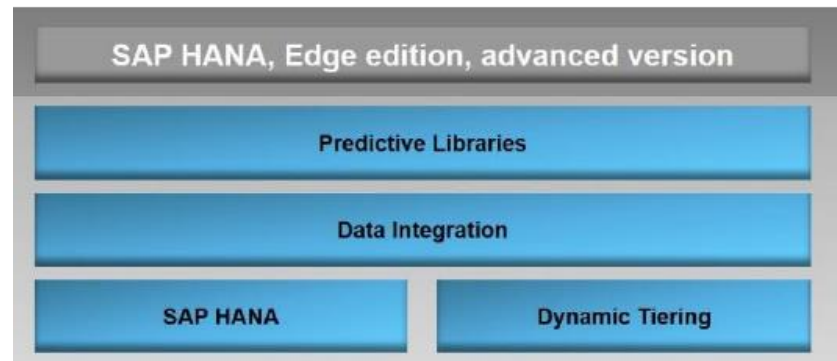 SAP HANA, Edge edition, advanced version
Predictive Libraries
Data Integration
SAP HANA
Dynamic Tiering